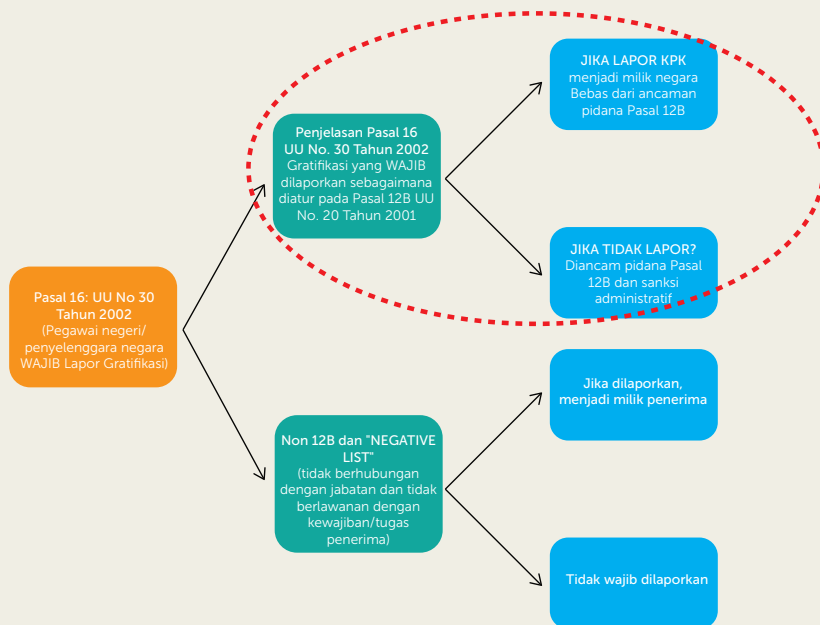 Pasal 16: UU No 30
Tahun 2002
(Pegawai negeri/
penyelenggara negara
WAJIB Lapor Gratifikasi)
Penjelasan Pasal 16
UU No. 30 Tahun 2002
Gratifikasi yang WAJIB
dilaporkan sebagaimana
diatur pada Pasal 12B UU
No. 20 Tahun 2001
JIKA LAPOR KPK
menjadi milik negara
Bebas dari ancaman
pidana Pasal 12B
JIKA TIDAK LAPOR?
Diancam pidana Pasal
12B dan sanksi
administratif
Non 12B dan "NEGATIVE
LIST"
(tidak berhubungan
dengan jabatan dan tidak
berlawanan dengan
kewajiban/tugas
penerima)
Jika dilaporkan,
menjadi milik penerima
Tidak wajib dilaporkan